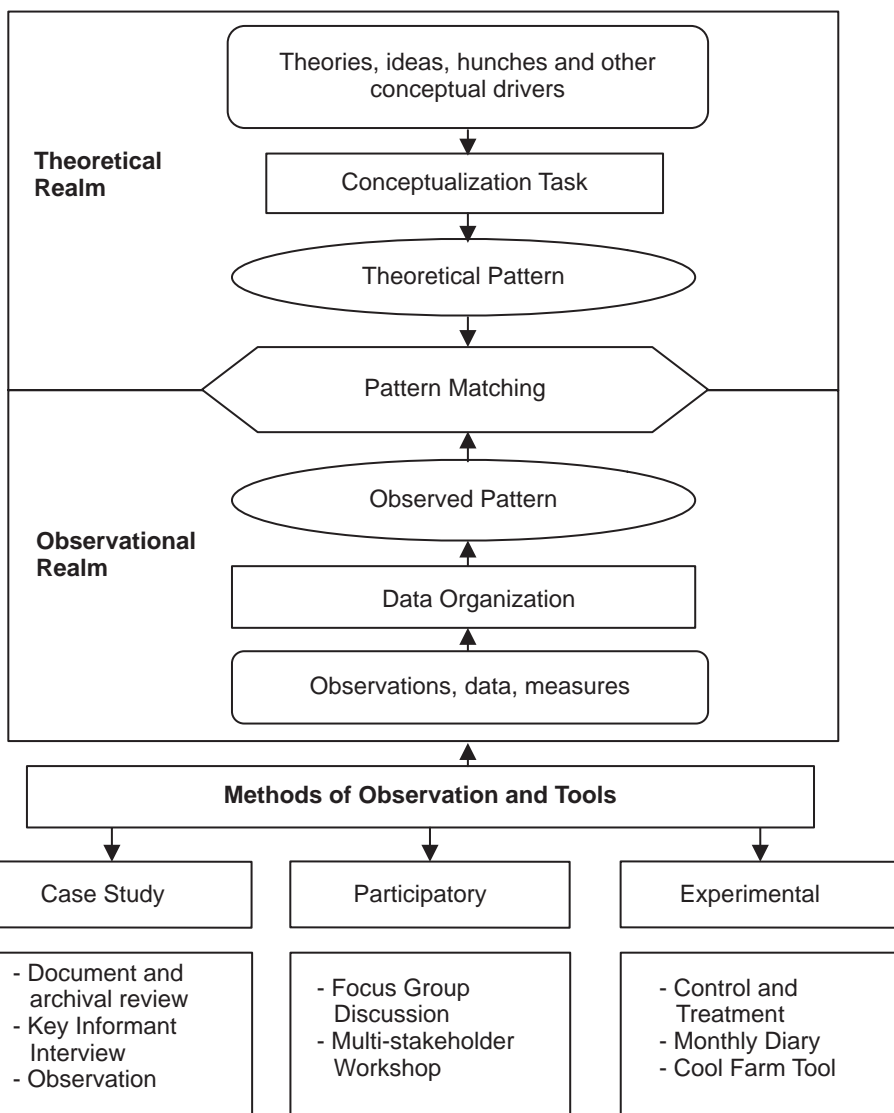 Theories, ideas, hunches and other
conceptual drivers
Theoretical
Realm
Conceptualization Task
Theoretical Pattern
Pattern Matching
Observed Pattern
Observational
Realm
Data Organization
Observations, data, measures
Methods of Observation and Tools
Case Study
Participatory
Experimental
- Document and
archival review
- Key Informant
Interview
- Observation
- Focus Group
Discussion
- Multi-stakeholder
Workshop
- Control and
Treatment
- Monthly Diary
- Cool Farm Tool